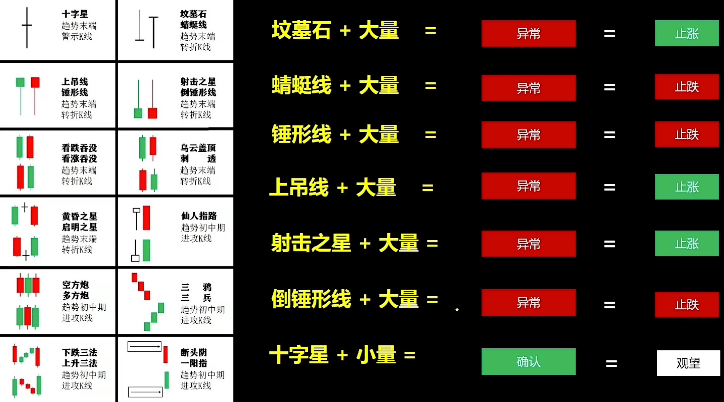 十字星
趋势末端
警示K线
坟墓石
蜻蜓线
趋势末端
转折K线
上吊线
锤形线
趋势末端
转折K线
射击之星
倒锤形线
趋势末端
转折K线
看跌吞没
看涨吞没
趋势末端
转折K线
乌云盖顶
刺 透
趋势末端
转折K线
黄昏之星
启明之星
趋势末端
转折K线
仙人指路
趋势初中期
进攻K线
空方炮
多方炮
趋势初中期
进攻K线
三 鸦
三 兵
趋势初中期
进攻K线
下跌三法
上升三法
趋势初中期
进攻K线
断头阴
一阳指
趋势初中期
进攻K线
坟墓石 + 大量 = 异常 = 止涨
蜻蜓线 + 大量 = 异常 = 止跌
锤形线 + 大量 = 异常 = 止跌
上吊线 + 大量 = 异常 = 止涨
射击之星 + 大量 = 异常 = 止涨
倒锤形线 + 大量 = 异常 = 止跌
十字星 + 小量 = 确认 = 观望